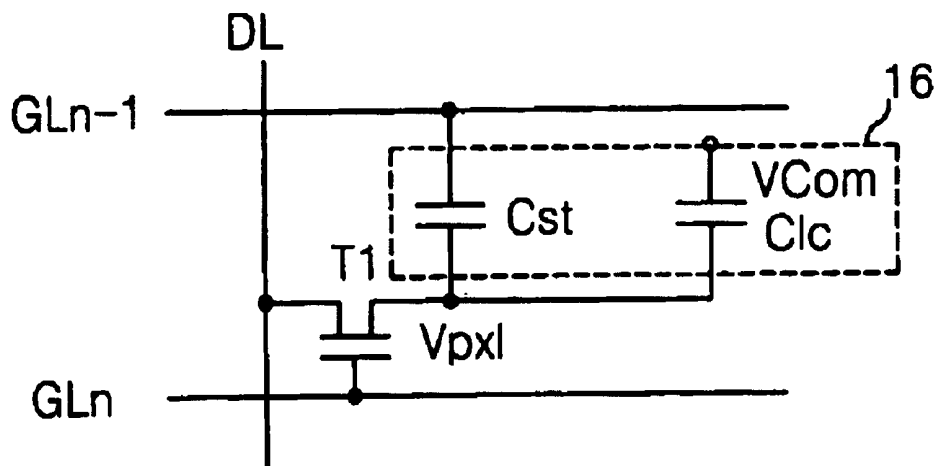 DL
16
GLn-1
VCom
Cst
Clc
T1
Vpxl
GLn